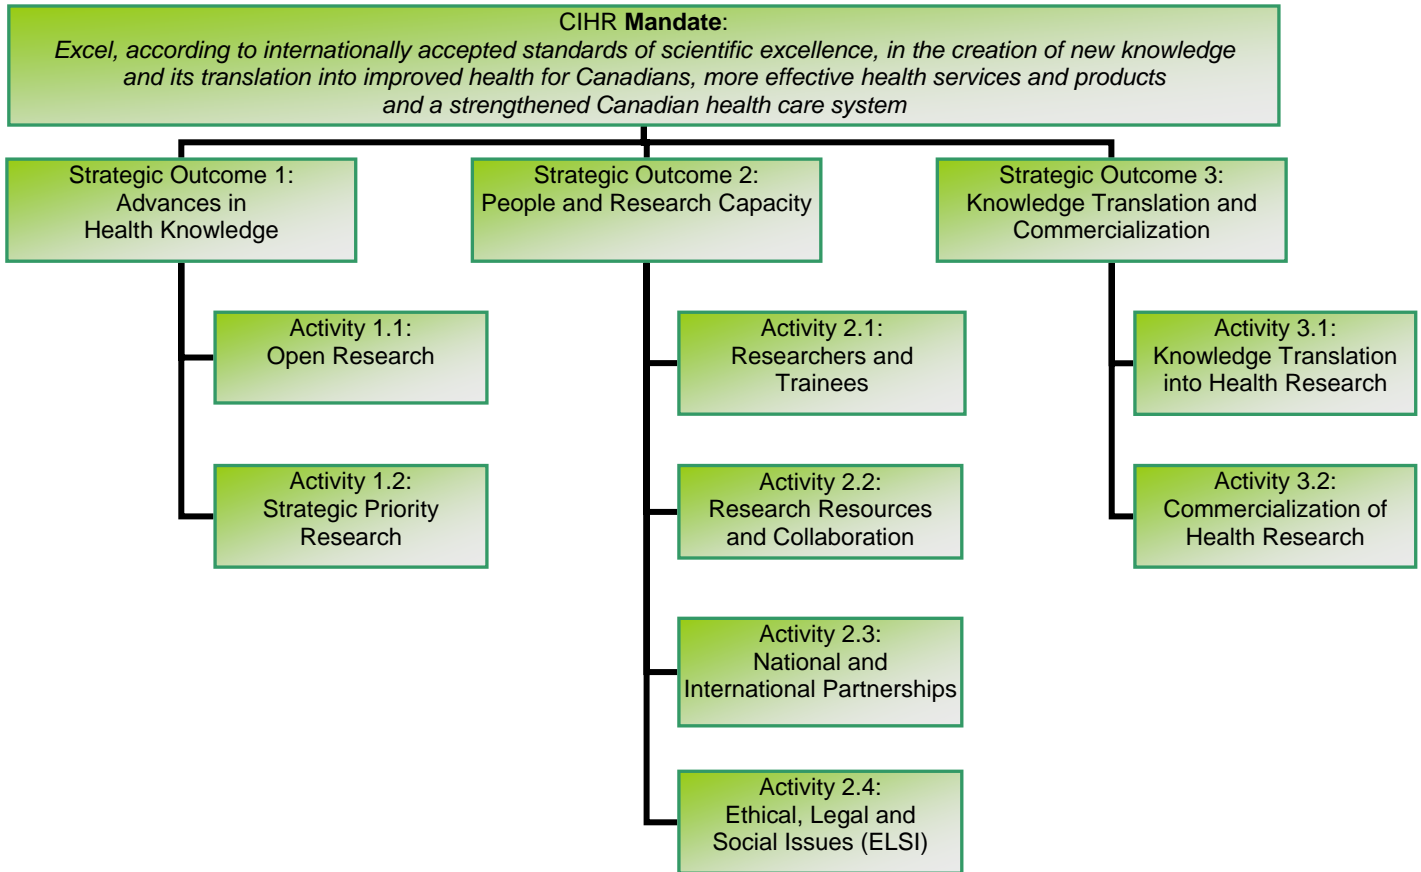 CIHR Mandate:
Excel, according to internationally accepted standards of scientific excellence, in the creation of new knowledge
and its translation into improved health for Canadians, more effective health services and products
and a strengthened Canadian health care system
Strategic Outcome 1:
Advances in
Health Knowledge
Activity 1.1:
Open Research
Activity 1.2:
Strategic Priority
Research
Strategic Outcome 2:
People and Research Capacity
Activity 2.1:
Researchers and
Trainees
Activity 2.2:
Research Resources
and Collaboration
Activity 2.3:
National and
International Partnerships
Activity 2.4:
Ethical, Legal and
Social Issues (ELSI)
Strategic Outcome 3:
Knowledge Translation and
Commercialization
Activity 3.1:
Knowledge Translation
into Health Research
Activity 3.2:
Commercialization of
Health Research